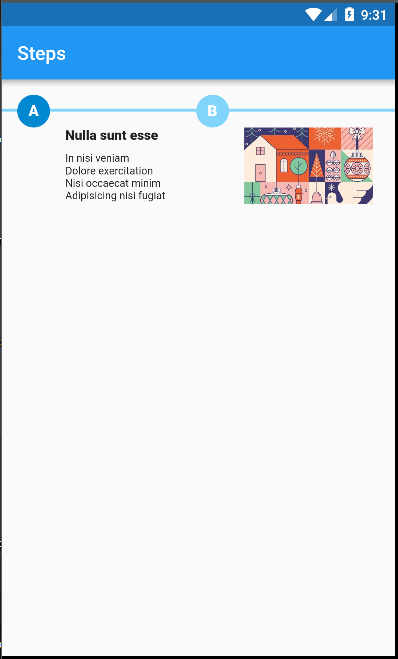 9:31
Steps
A
B
Nulla sunt esse
In nisi veniam
Dolore exercitation
Nisi occaecat minim
Adipisicing nisi fugiat